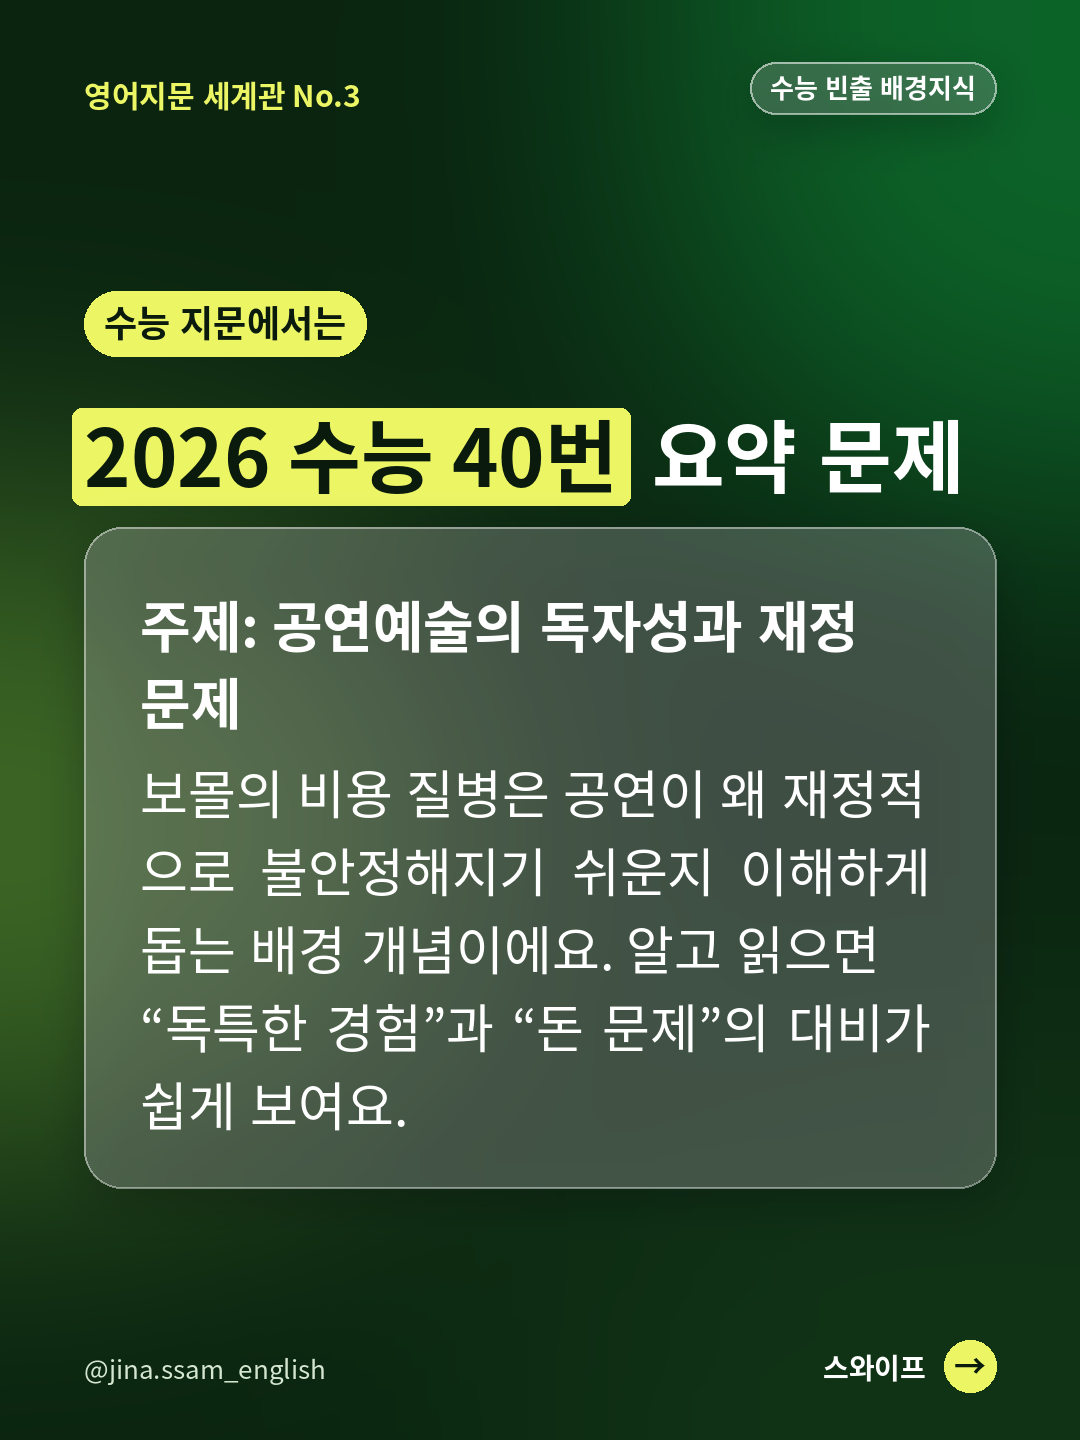 영어지문 세계관 No.3
수능 빈출 배경지식
수능 지문에서는
2026 수능 40번 요약 문제
주제: 공연예술의 독자성과 재정
문제
보몰의 비용 질병은 공연이 왜 재정적
으로 불안정해지기 쉬운지 이해하게
돕는 배경 개념이에요. 알고 읽으면
“독특한 경험”과 “돈 문제”의 대비가
쉽게 보여요.
@jina.ssam_english
스와이프 →